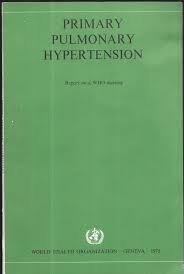 PRIMARY
PULMONARY
HYPERTENSION
Report on a WHO meeting
WORLD HEALTH ORGANIZATION GENEVA 1975